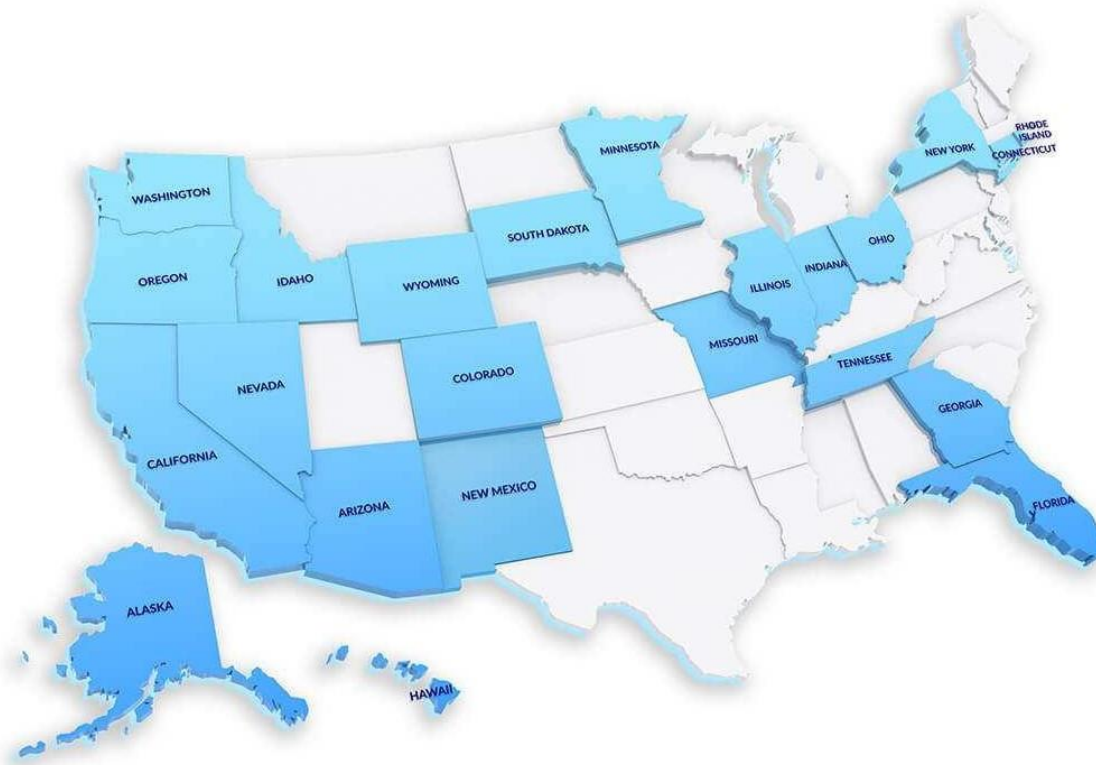 RHODE
ISLAND
MINNESOTA
NEW YORK
CONNECTICUT
WASHINGTON
SOUTH DAKOTA
OHIO
OREGON
IDAHO
WYOMING
INDIANA
ILLINOIS
MISSOURI
TENNESSEE
NEVADA
COLORADO
GEORGIA
CALIFORNIA
NEW MEXICO
ARIZONA
FLORIDA
ALASKA
HAWAII